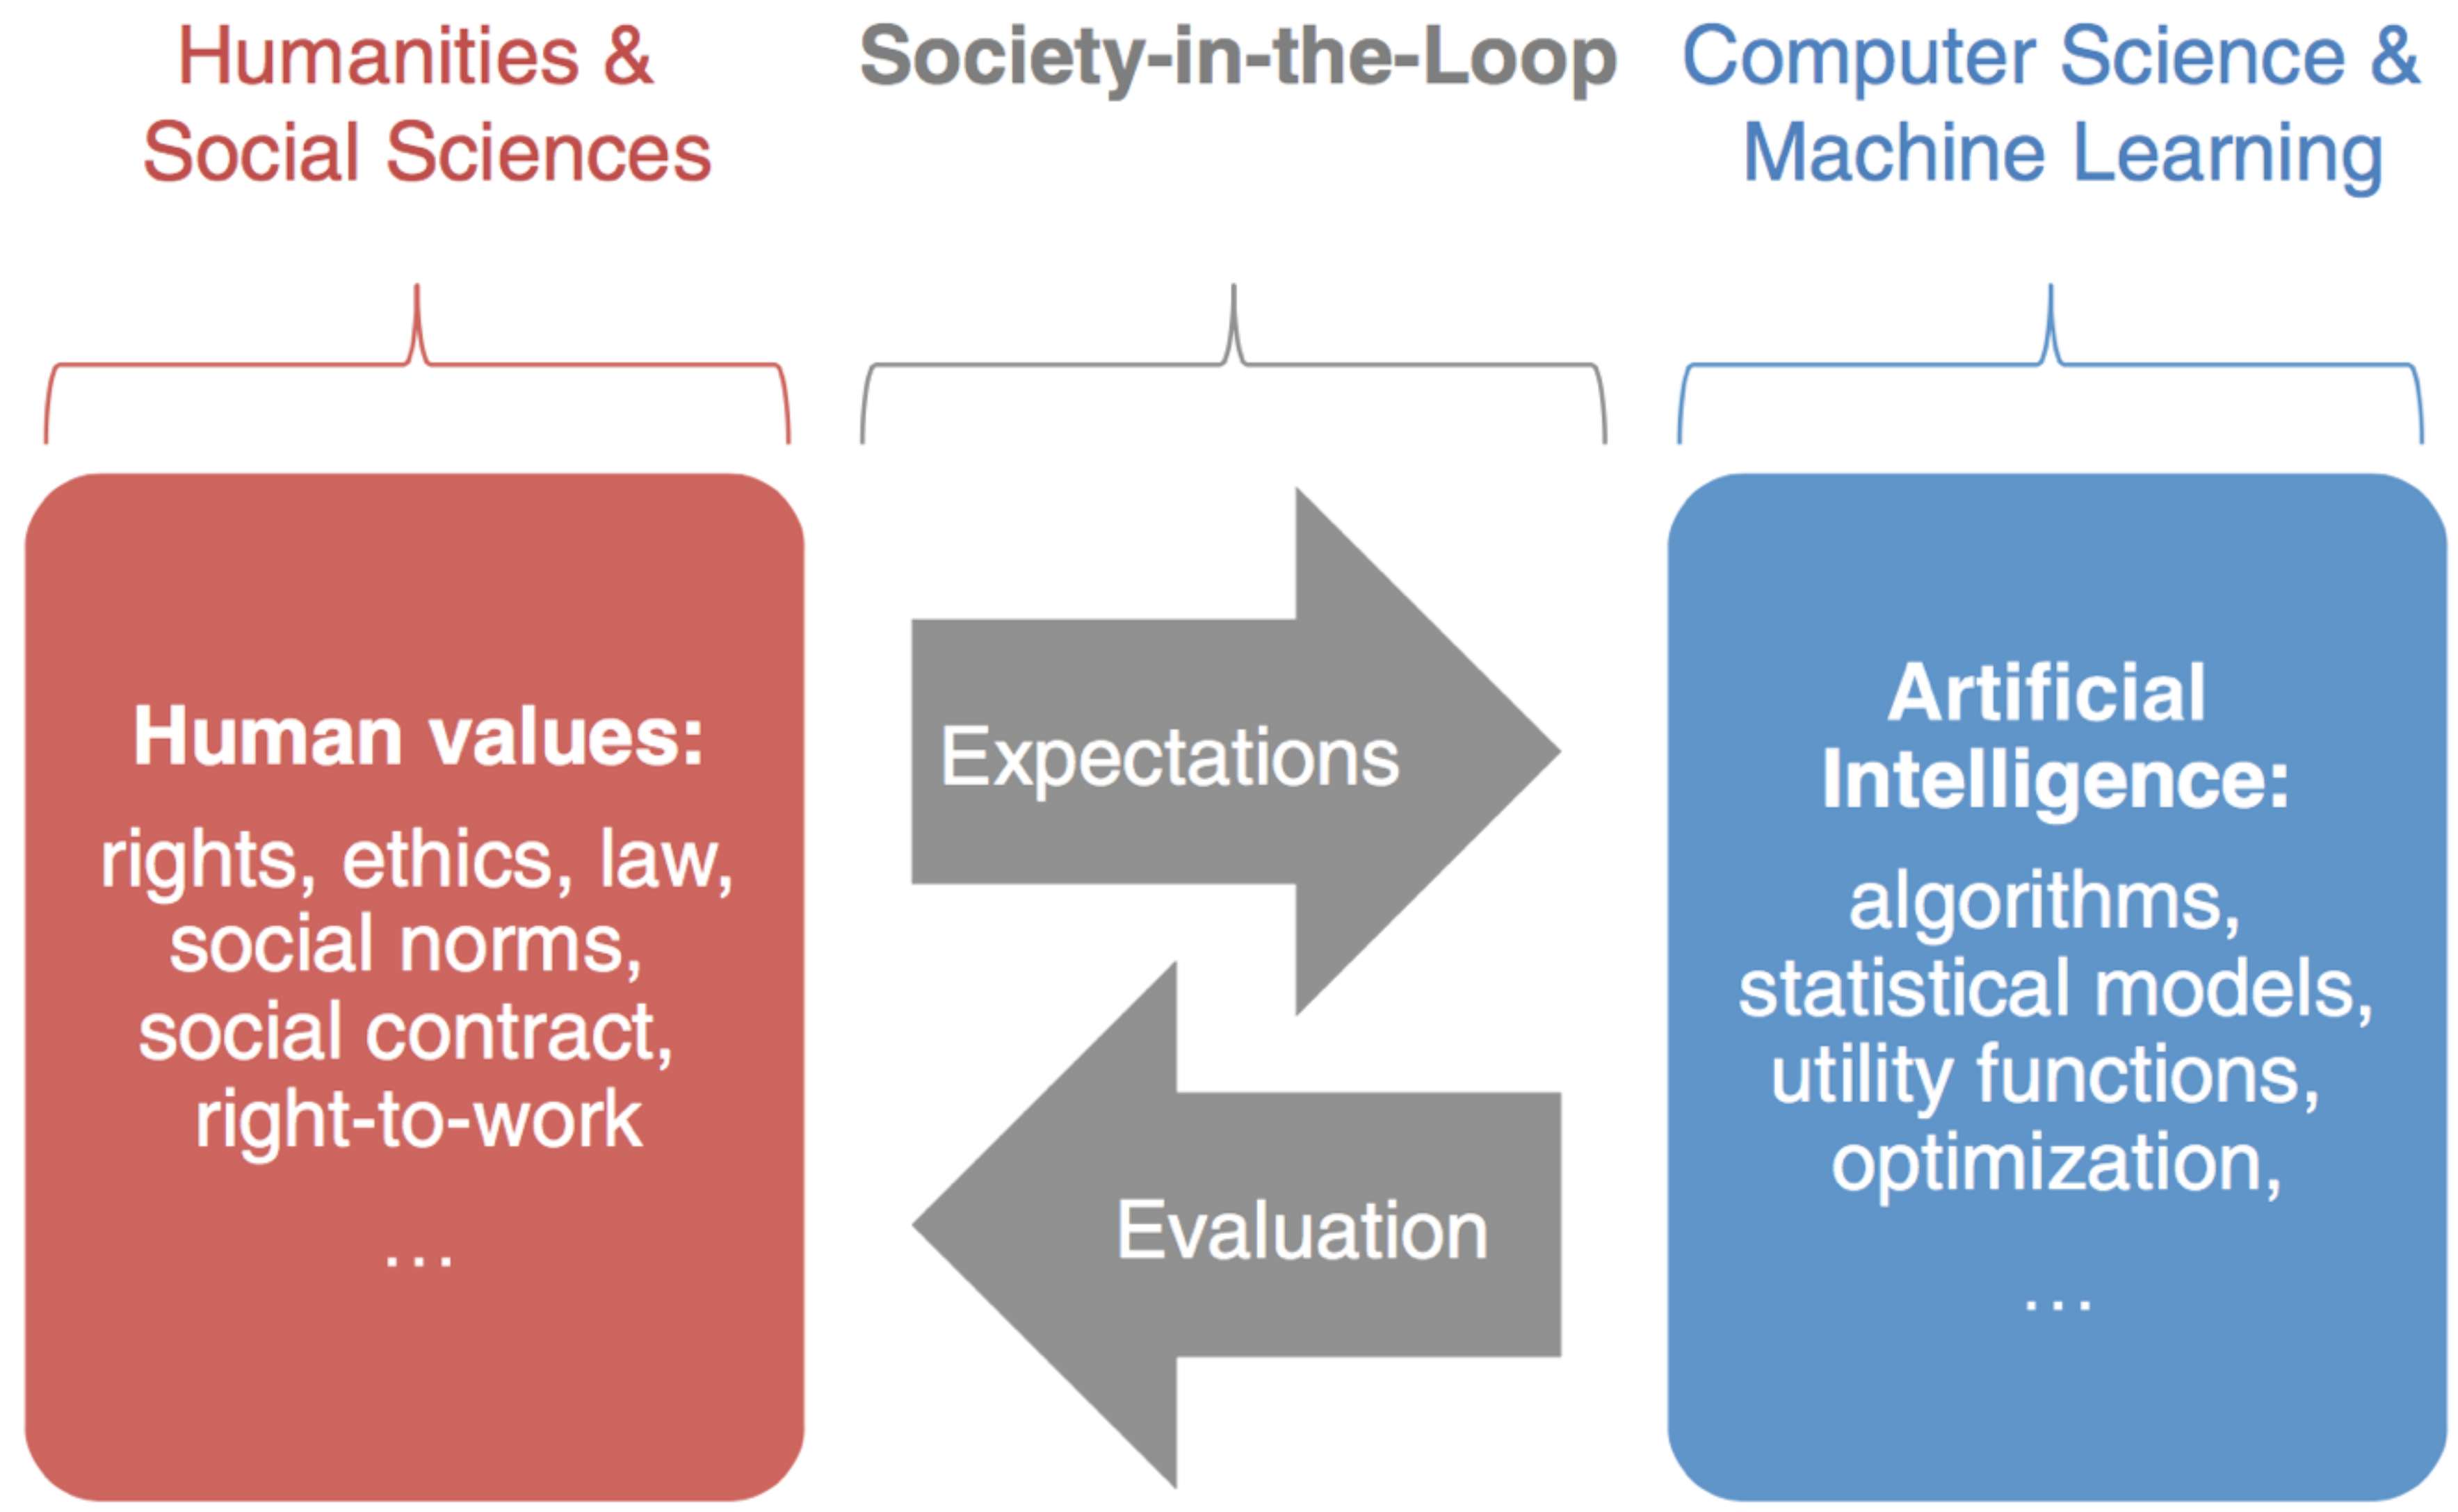 Humanities &
Social Sciences
Society-in-the-Loop
Computer Science &
Machine Learning
Human values:
rights, ethics, law,
social norms,
social contract,
right-to-work
…
Expectations
Evaluation
Artificial
Intelligence:
algorithms,
statistical models,
utility functions,
optimization,
…